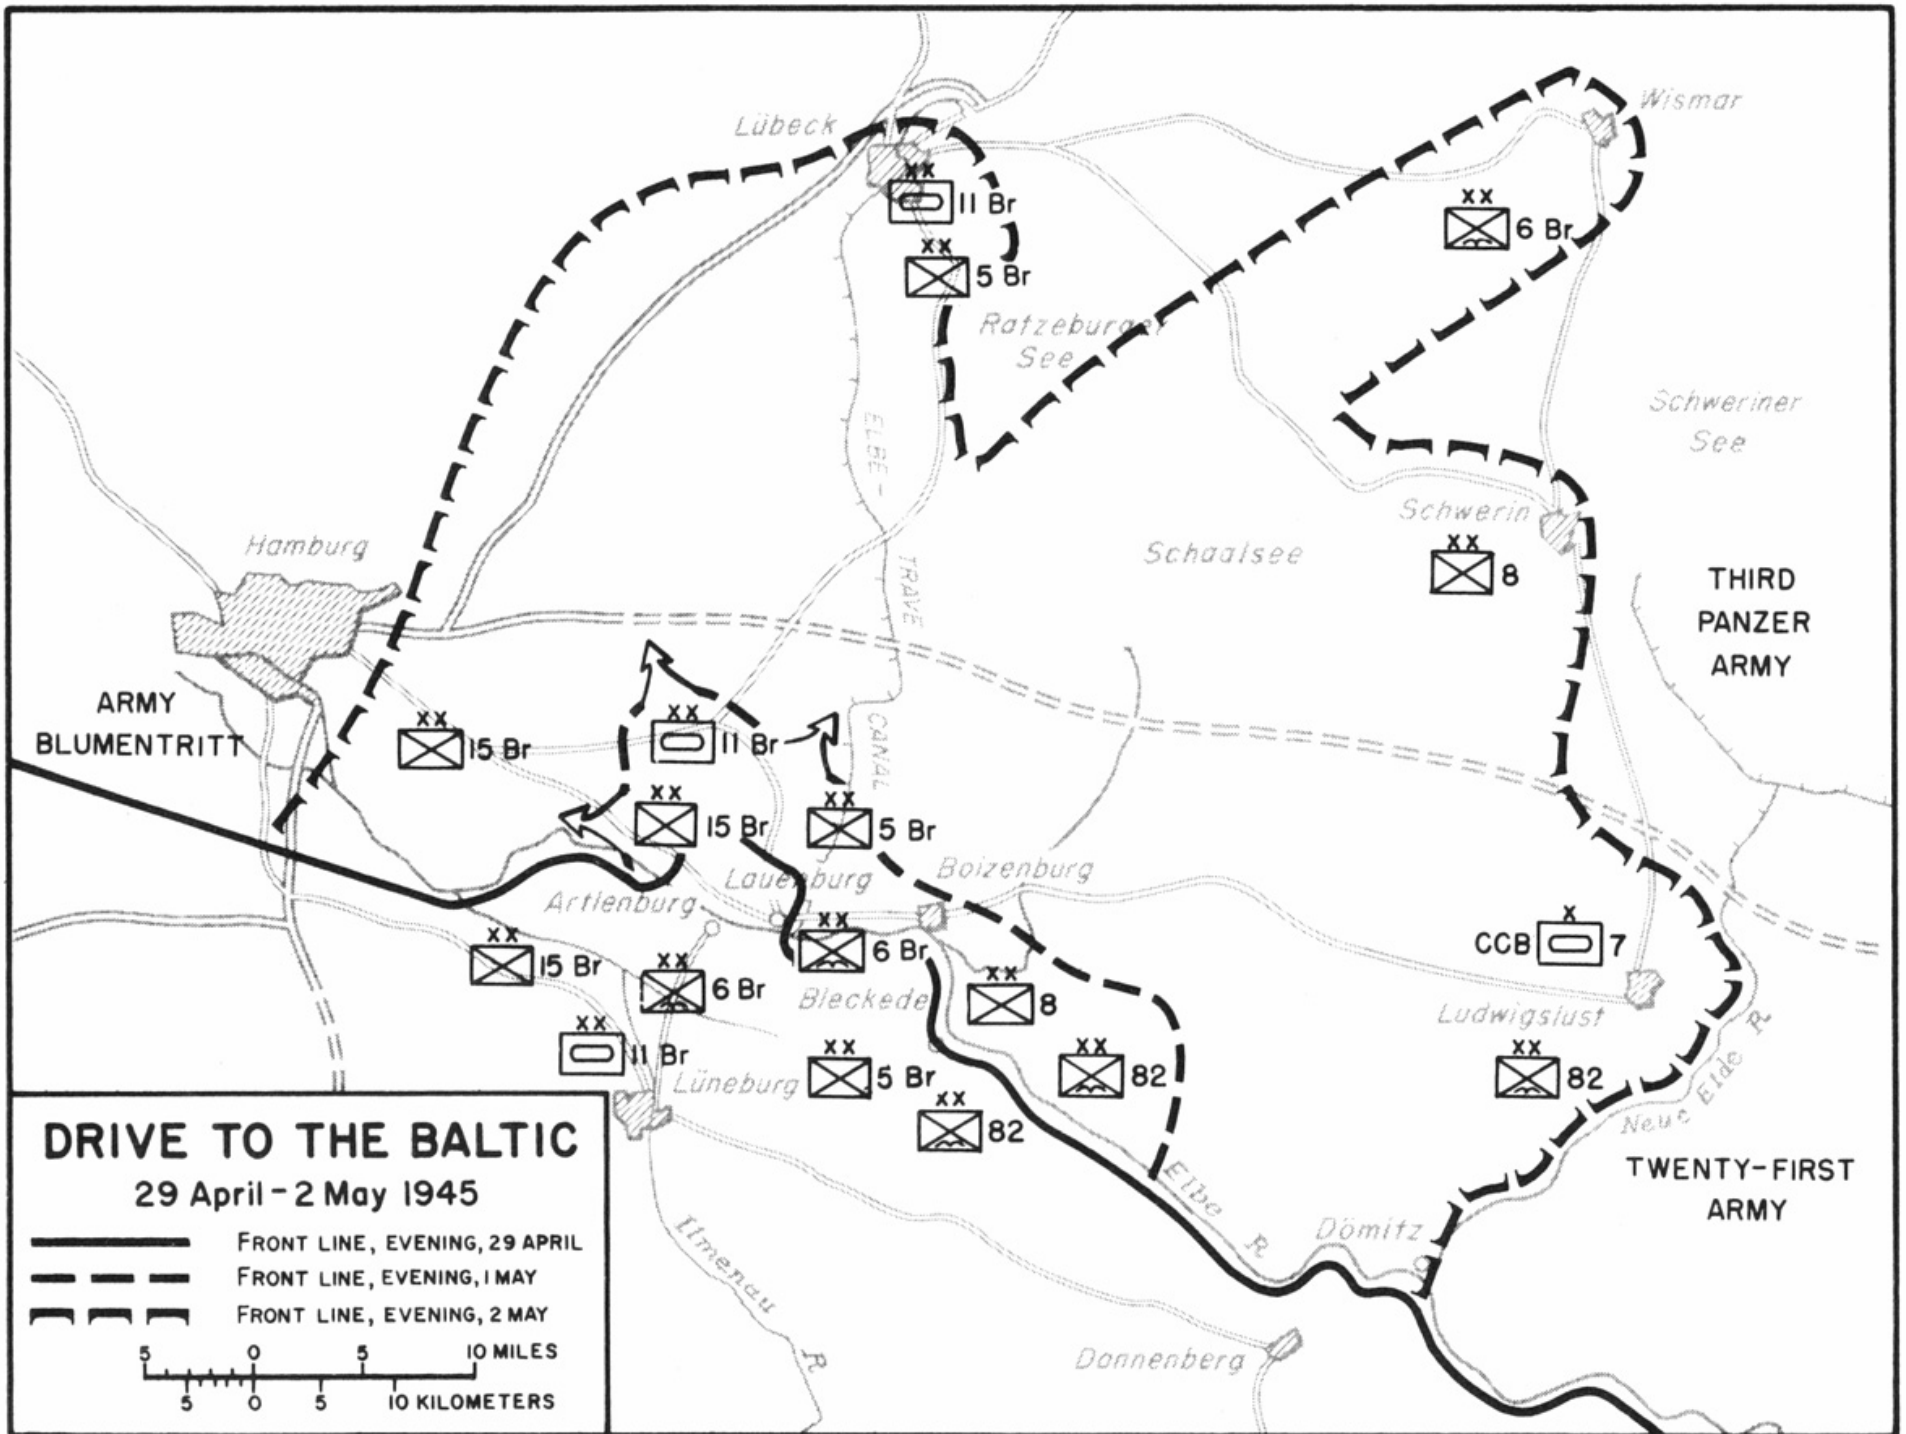 Wismar
Lübeck
XX
11 Br
XX
6 Br
XX
5 Br
Ratzeburger
See
Schweriner
See
ELBE-
TRAVE
CANAL
Schwerin
Hamburg
XX
8
Schaalsee
THIRD
PANZER
ARMY
ARMY
BLUMENTRITT
XX
15 Br
XX
11 Br
XX
15 Br
XX
5 Br
Lauenburg
Boizenburg
Artlenburg
XX
6 Br
XX
15 Br
XX
6 Br
Bleckede
XX
8
X
CCB 7
Ludwigslust
XX
11 Br
Lüneburg
XX
5 Br
XX
82
XX
82
XX
82
Neue Elde R
TWENTY-FIRST
ARMY
Elbe R
Dömitz
Ilmenau R
Dannenberg
DRIVE TO THE BALTIC
29 April-2 May 1945
FRONT LINE, EVENING, 29 APRIL
FRONT LINE, EVENING, 1 MAY
FRONT LINE, EVENING, 2 MAY
5 0 5 10 MILES
5 0 5 10 KILOMETERS